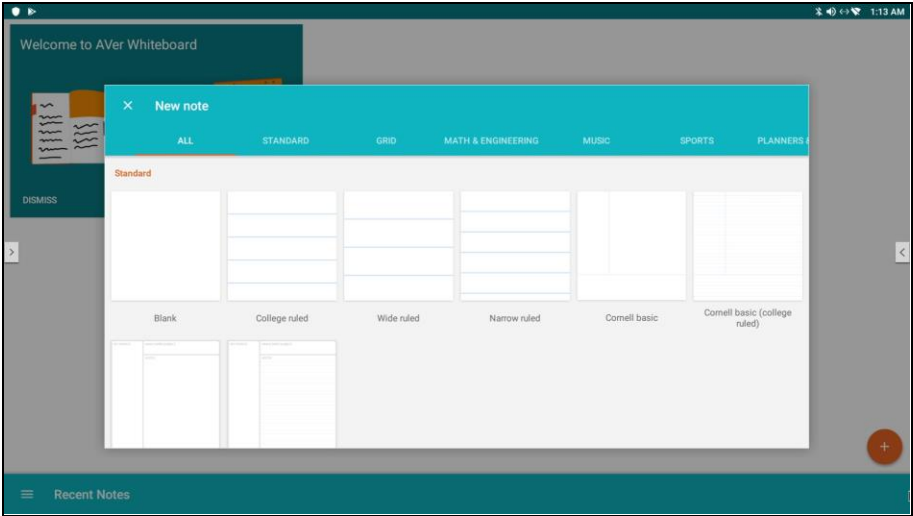 1:13 AM
Welcome to AVer Whiteboard
New note
ALL STANDARD GRID MATH & ENGINEERING MUSIC SPORTS PLANNERS &
Standard
DISMISS
Blank College ruled Wide ruled Narrow ruled Cornell basic Cornell basic (college
ruled)
Recent Notes